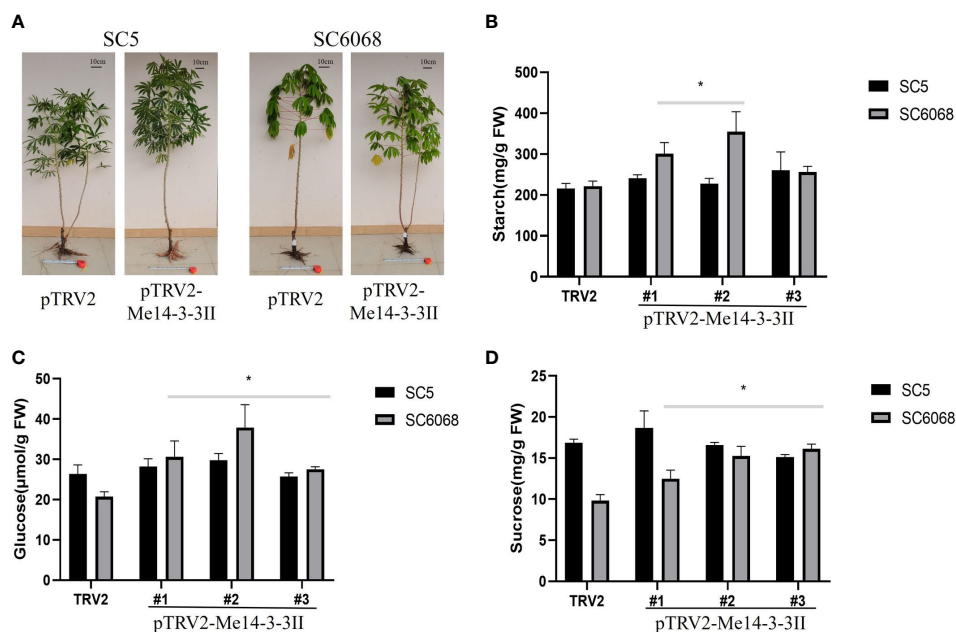 A
SC5
SC6068
10cm
10cm
10cm
10cm
pTRV2
pTRV2-
Me14-3-3II
pTRV2
pTRV2-
Me14-3-3II
B
Starch(mg/g FW)
500
400
300
200
100
0
*
SC5
SC6068
TRV2 #1 #2 #3
pTRV2-Me14-3-3II
C
Glucose(μmol/g FW)
50
40
30
20
10
0
*
SC5
SC6068
TRV2 #1 #2 #3
pTRV2-Me14-3-3II
D
Sucrose(mg/g FW)
25
20
15
10
5
0
*
SC5
SC6068
TRV2 #1 #2 #3
pTRV2-Me14-3-3II